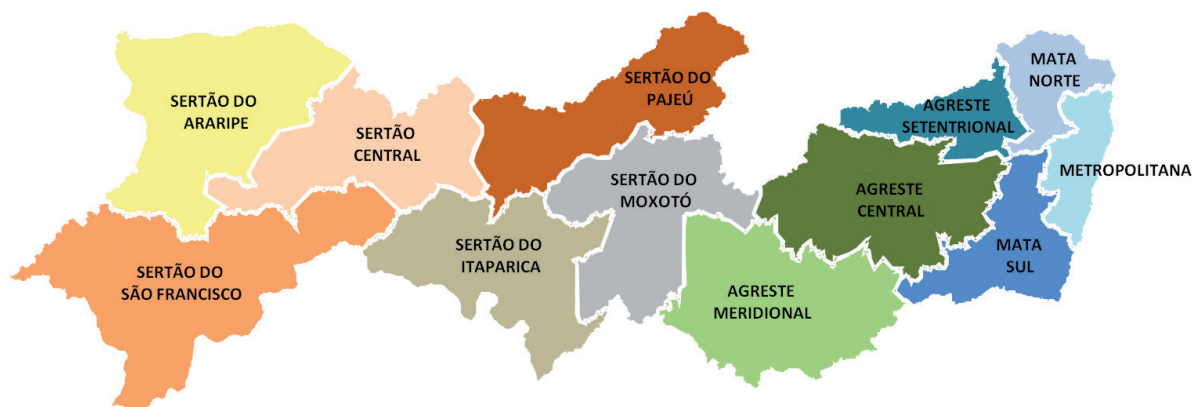 SERTÃO DO
ARARIPE
SERTÃO
CENTRAL
SERTÃO DO
PAJEÚ
AGRESTE
SETENTRIONAL
MATA
NORTE
METROPOLITANA
SERTÃO DO
MOXOTÓ
AGRESTE
CENTRAL
SERTÃO DO
SÃO FRANCISCO
SERTÃO DO
ITAPARICA
AGRESTE
MERIDIONAL
MATA
SUL